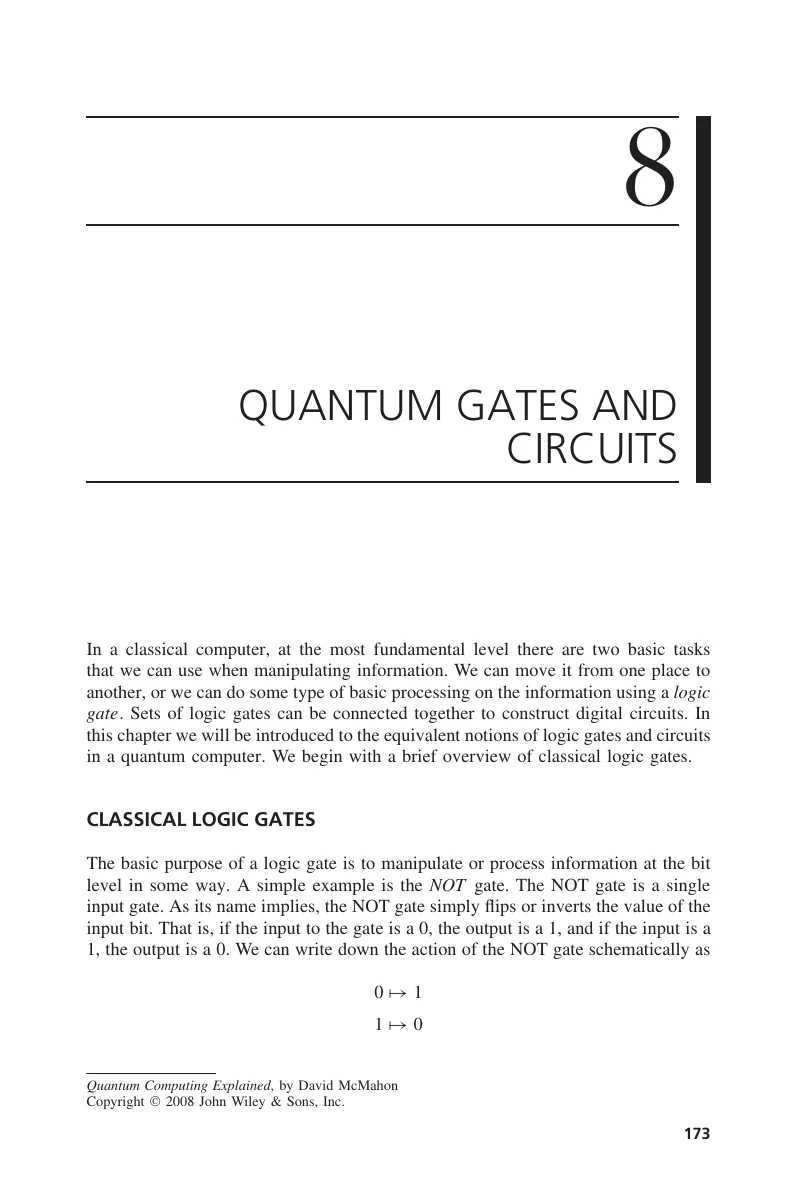 8
QUANTUM GATES AND
CIRCUITS
In a classical computer, at the most fundamental level there are two basic tasks
that we can use when manipulating information. We can move it from one place to
another, or we can do some type of basic processing on the information using a logic
gate. Sets of logic gates can be connected together to construct digital circuits. In
this chapter we will be introduced to the equivalent notions of logic gates and circuits
in a quantum computer. We begin with a brief overview of classical logic gates.
CLASSICAL LOGIC GATES
The basic purpose of a logic gate is to manipulate or process information at the bit
level in some way. A simple example is the NOT gate. The NOT gate is a single
input gate. As its name implies, the NOT gate simply flips or inverts the value of the
input bit. That is, if the input to the gate is a 0, the output is a 1, and if the input is a
1, the output is a 0. We can write down the action of the NOT gate schematically as
0 ↦ 1
1 ↦ 0
Quantum Computing Explained, by David McMahon
Copyright © 2008 John Wiley & Sons, Inc.
173